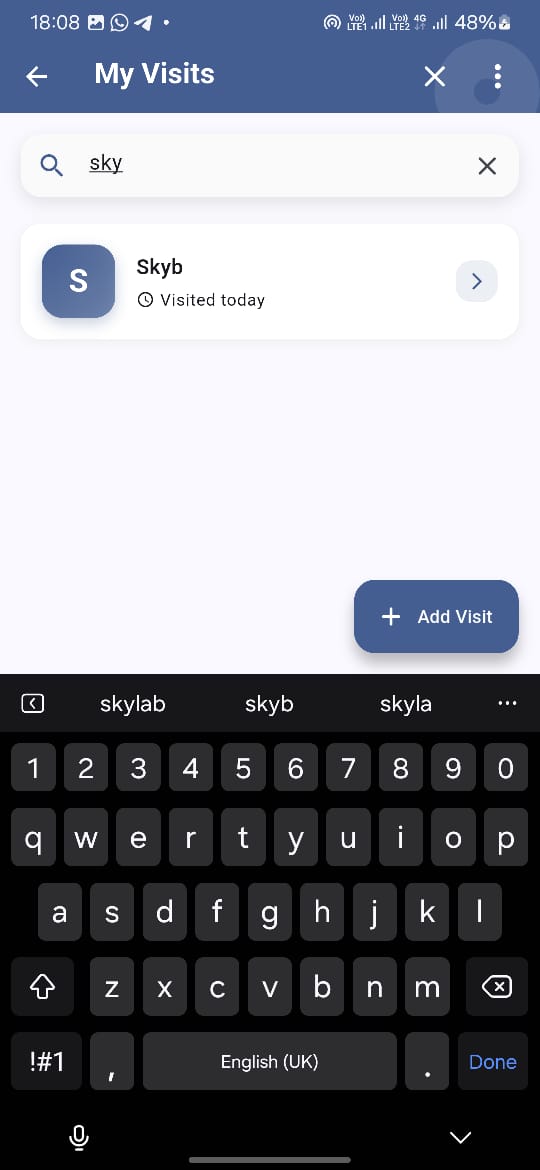 18:08 Vo)) LTE1 Vo)) LTE2 4G 48%
My Visits
sky
S
Skyb
Visited today
+ Add Visit
skylab skyb skyla ...
1 2 3 4 5 6 7 8 9 0
q w e r t y u i o p
a s d f g h j k l
z x c v b n m
!#1 , English (UK) . Done